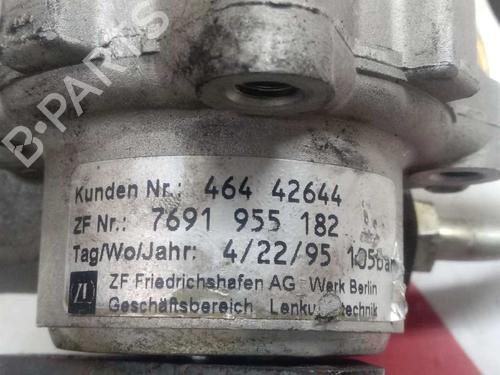 B-PARTS
Kunden Nr.: 464 42644
ZF Nr.: 7691 955 182
Tag/Wo/Jahr: 4/22/95 105bar
ZF Friedrichshafen AG Werk Berlin
Geschäftsbereich Lenkungstechnik